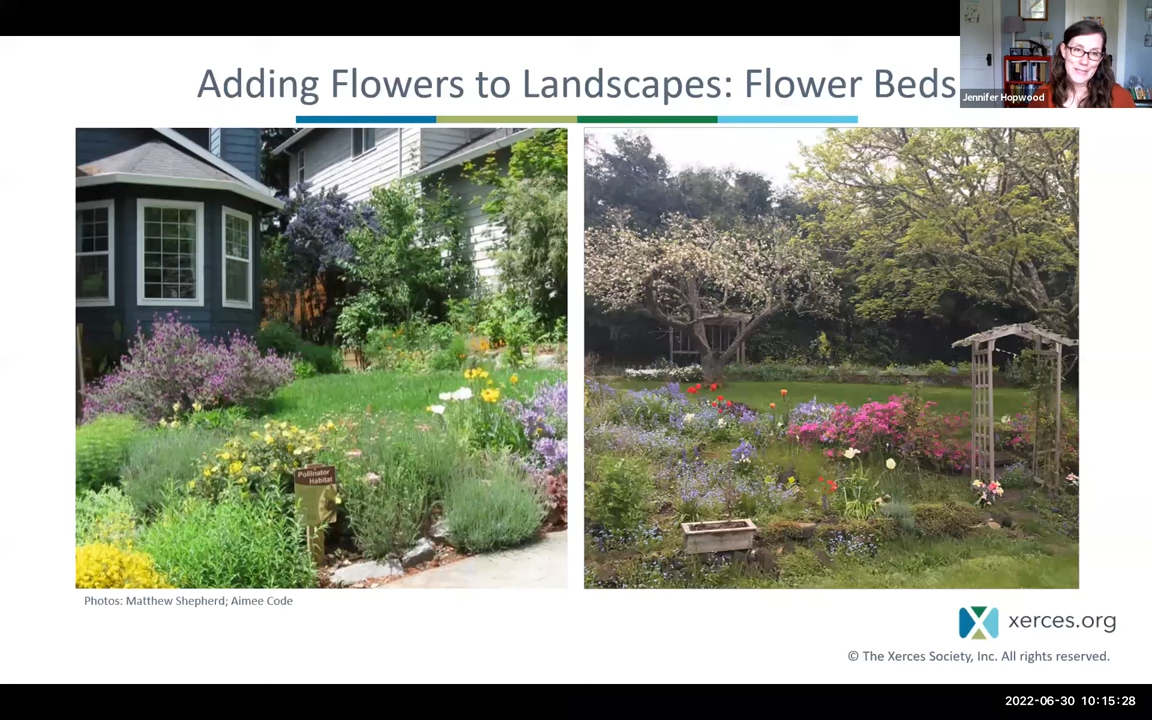 Adding Flowers to Landscapes: Flower Beds
Jennifer Hopwood
Pollinator
Habitat
Photos: Matthew Shepherd; Aimee Code
xerces.org
© The Xerces Society, Inc. All rights reserved.
2022-06-30 10:15:28